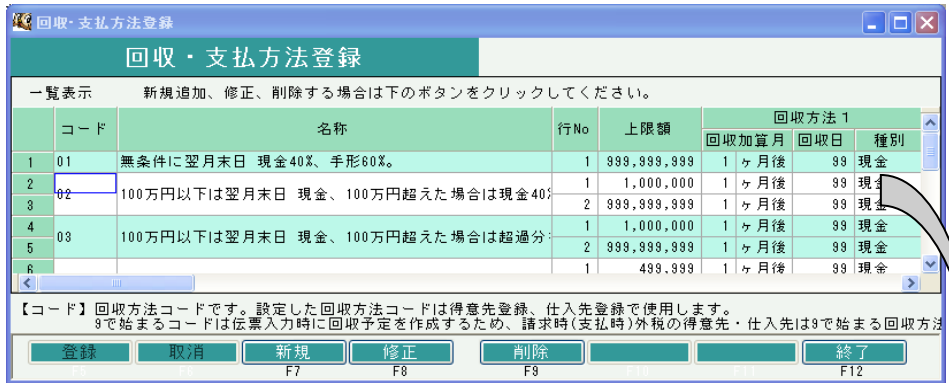 回収・支払方法登録
回収・支払方法登録
一覧表示 新規追加、修正、削除する場合は下のボタンをクリックしてください。
コード 名称 行No 上限額 回収方法1
回収加算月 回収日 種別
1 01 無条件に翌月末日 現金40%、手形60%。 1 999,999,999 1 ヶ月後 99 現金
2 02 100万円以下は翌月末日 現金、100万円超えた場合は現金40% 1 1,000,000 1 ヶ月後 99 現金
3 2 999,999,999 1 ヶ月後 99 現金
4 03 100万円以下は翌月末日 現金、100万円超えた場合は超過分 1 1,000,000 1 ヶ月後 99 現金
5 2 999,999,999 1 ヶ月後 99 現金
6 1 499,999 1 ヶ月後 99 現金
【コード】回収方法コードです。設定した回収方法コードは得意先登録、仕入先登録で使用します。
9で始まるコードは伝票入力時に回収予定を作成するため、請求時(支払時)外税の得意先・仕入先は9で始まる回収方法
登録 取消 新規 修正 削除 終了
F5 F6 F7 F8 F9 F10 F11 F12